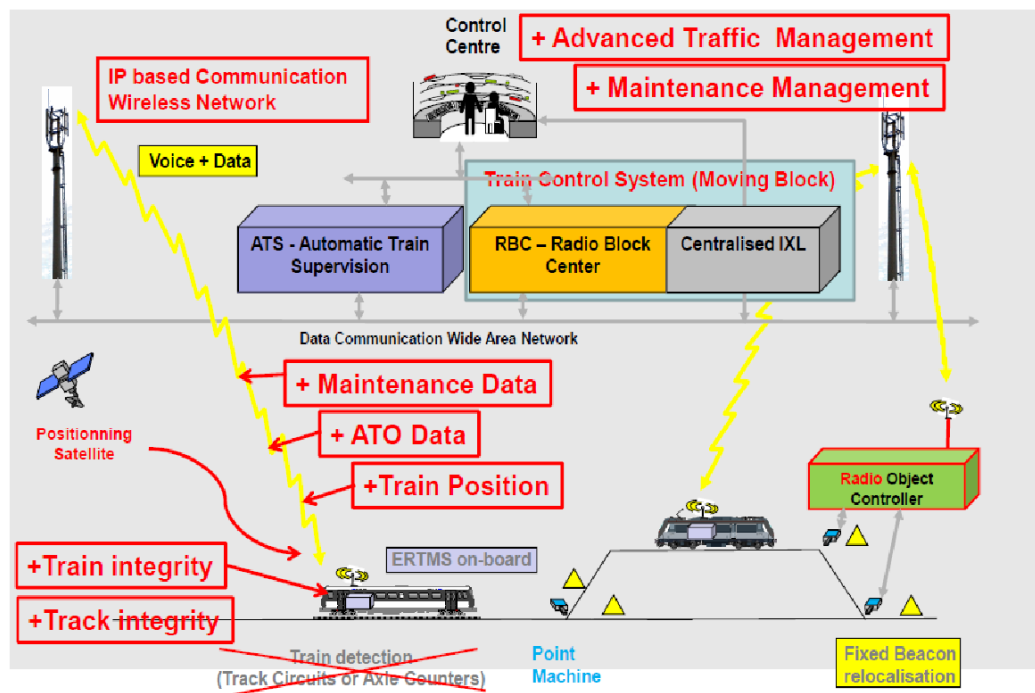 Control
Centre
+ Advanced Traffic Management
+ Maintenance Management
IP based Communication
Wireless Network
Voice + Data
Train Control System (Moving Block)
ATS - Automatic Train
Supervision
RBC – Radio Block
Center
Centralised IXL
Data Communication Wide Area Network
+ Maintenance Data
+ ATO Data
+Train Position
Positionning
Satellite
Radio Object
Controller
ERTMS on-board
+Train integrity
+Track integrity
Train detection
(Track Circuits or Axle Counters)
Point
Machine
Fixed Beacon
relocalisation